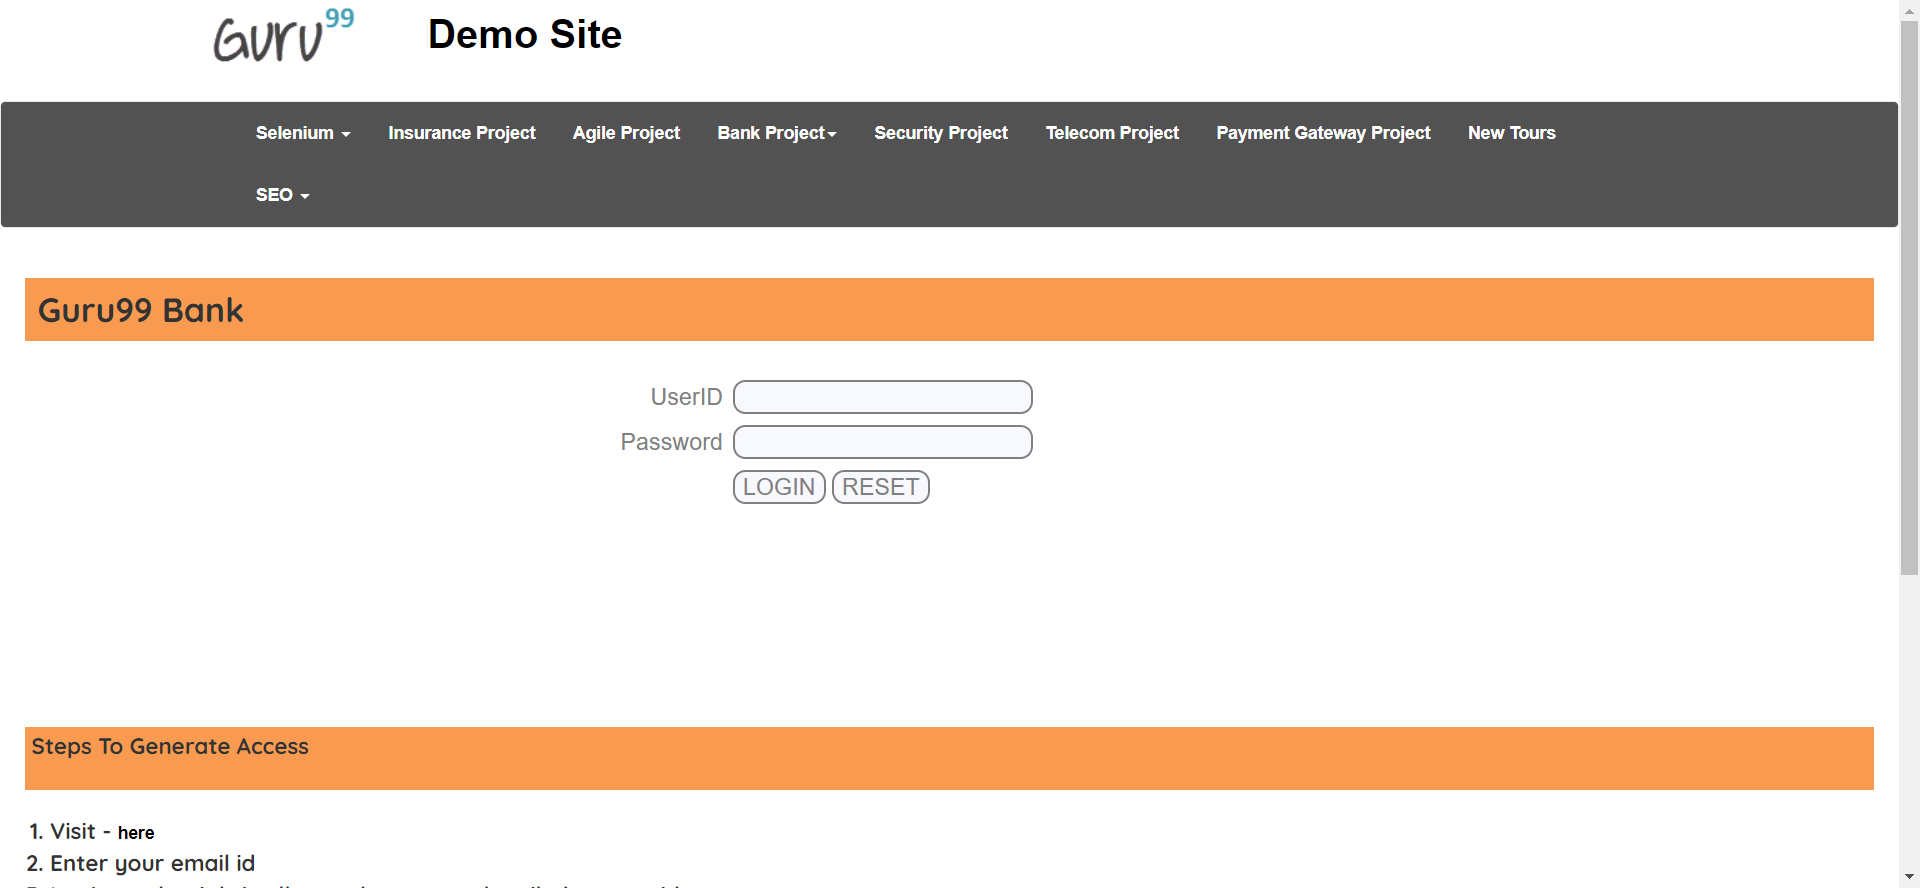 Guru99 Demo Site
Selenium Insurance Project Agile Project Bank Project Security Project Telecom Project Payment Gateway Project New Tours
SEO
Guru99 Bank
UserID
Password
LOGIN RESET
Steps To Generate Access
1. Visit - here
2. Enter your email id